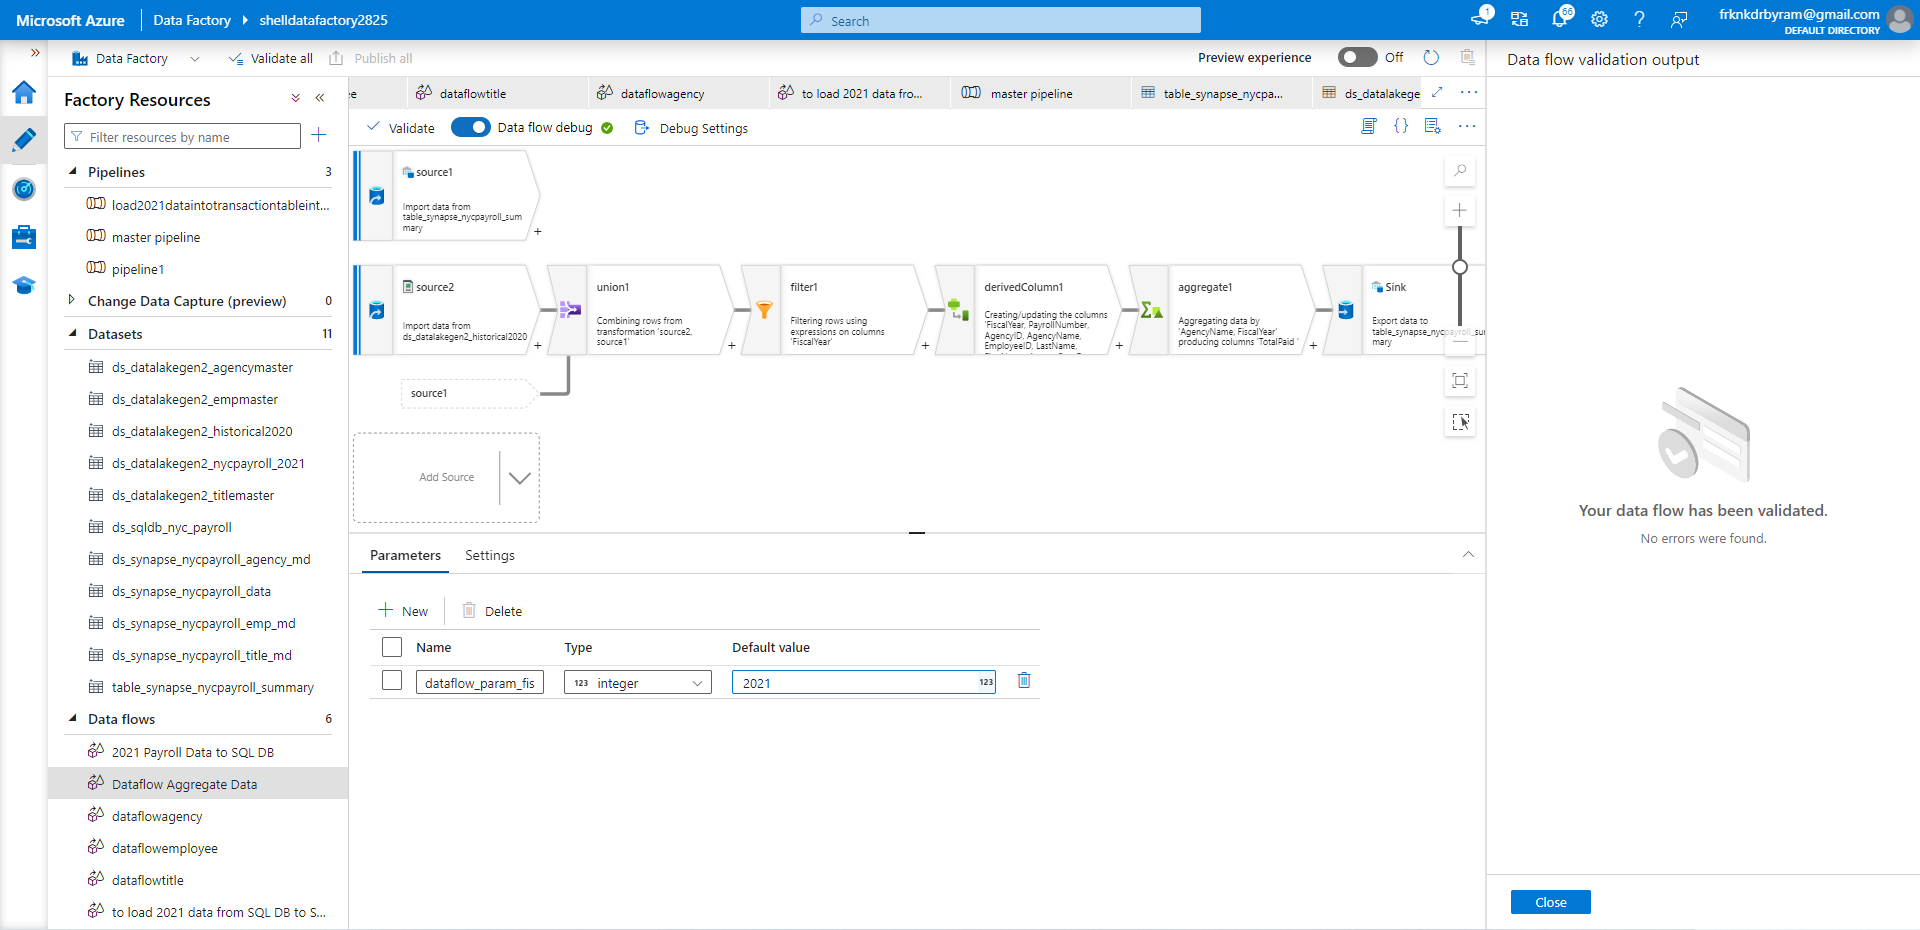 Microsoft Azure
Data Factory
shelldatafactory2825
Search
1
66
frknkdrbyram@gmail.com
DEFAULT DIRECTORY
Data Factory
Validate all
Publish all
Preview experience
Off
Data flow validation output
Factory Resources
ee
dataflowtitle
dataflowagency
to load 2021 data fro...
master pipeline
table_synapse_nycpa...
ds_datalakege
Filter resources by name
Validate
Data flow debug
Debug Settings
Pipelines
3
load2021dataintotransactiontableint...
master pipeline
pipeline1
Change Data Capture (preview)
0
Datasets
11
ds_datalakegen2_agencymaster
ds_datalakegen2_empmaster
ds_datalakegen2_historical2020
ds_datalakegen2_nycpayroll_2021
ds_datalakegen2_titlemaster
ds_sqldb_nyc_payroll
ds_synapse_nycpayroll_agency_md
ds_synapse_nycpayroll_data
ds_synapse_nycpayroll_emp_md
ds_synapse_nycpayroll_title_md
table_synapse_nycpayroll_summary
Data flows
6
2021 Payroll Data to SQL DB
Dataflow Aggregate Data
dataflowagency
dataflowemployee
dataflowtitle
to load 2021 data from SQL DB to S...
source1
Import data from
table_synapse_nycpayroll_sum
mary
source2
Import data from
ds_datalakegen2_historical2020
union1
Combining rows from
transformation 'source2,
source1'
filter1
Filtering rows using
expressions on columns
'FiscalYear'
derivedColumn1
Creating/updating the columns
'FiscalYear, PayrollNumber,
AgencyID, AgencyName,
EmployeeID, LastName,
aggregate1
Aggregating data by
'AgencyName, FiscalYear'
producing columns 'TotalPaid '
Sink
Export data to
table_synapse_nycpayroll_su
mary
source1
Add Source
Parameters
Settings
New
Delete
Name
Type
Default value
dataflow_param_fis
123
integer
2021
123
Your data flow has been validated.
No errors were found.
Close